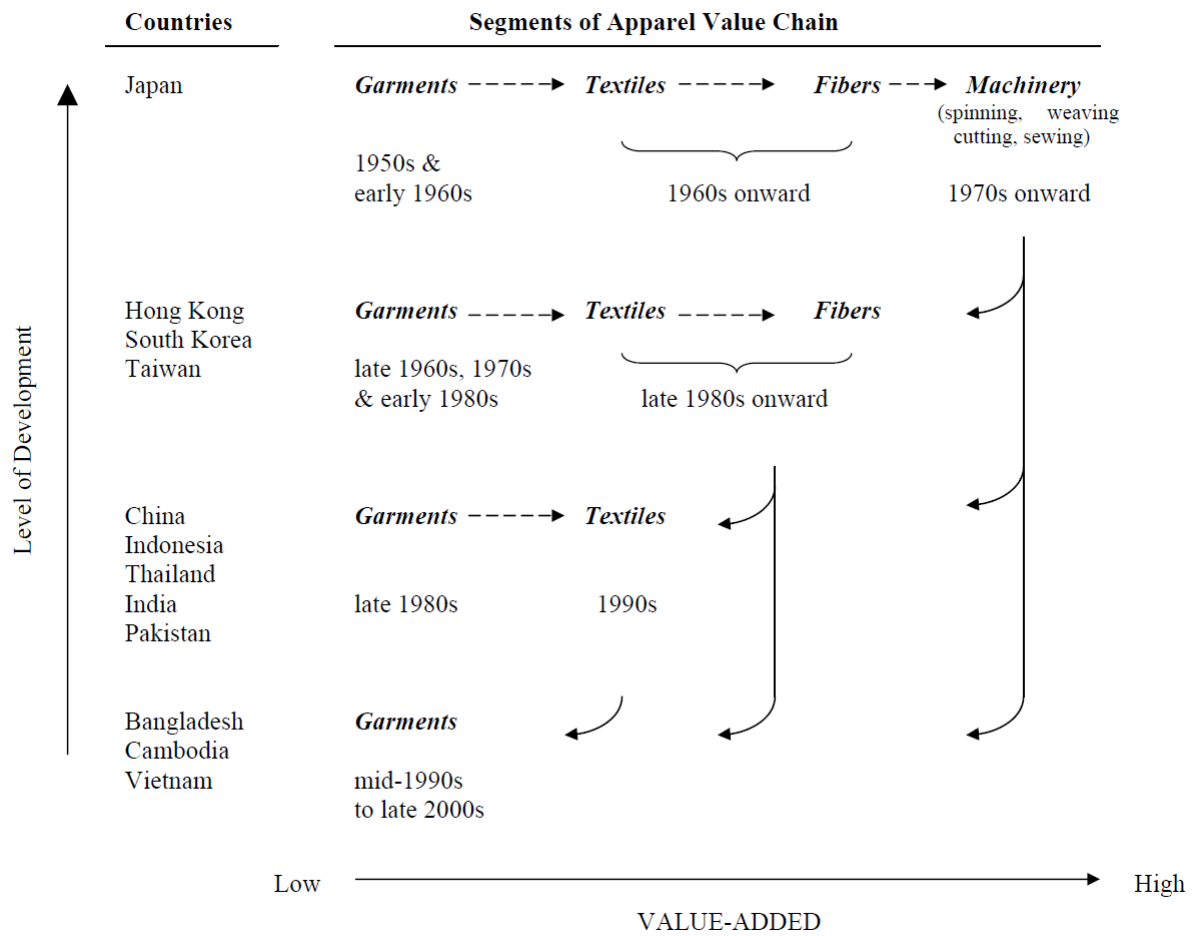 Countries
Segments of Apparel Value Chain
Level of Development
Japan
Garments
Textiles
Fibers
Machinery
(spinning, weaving
cutting, sewing)
1950s &
early 1960s
1960s onward
1970s onward
Hong Kong
South Korea
Taiwan
Garments
Textiles
Fibers
late 1960s, 1970s
& early 1980s
late 1980s onward
China
Indonesia
Thailand
India
Pakistan
Garments
Textiles
late 1980s
1990s
Bangladesh
Cambodia
Vietnam
Garments
mid-1990s
to late 2000s
Low
High
VALUE-ADDED